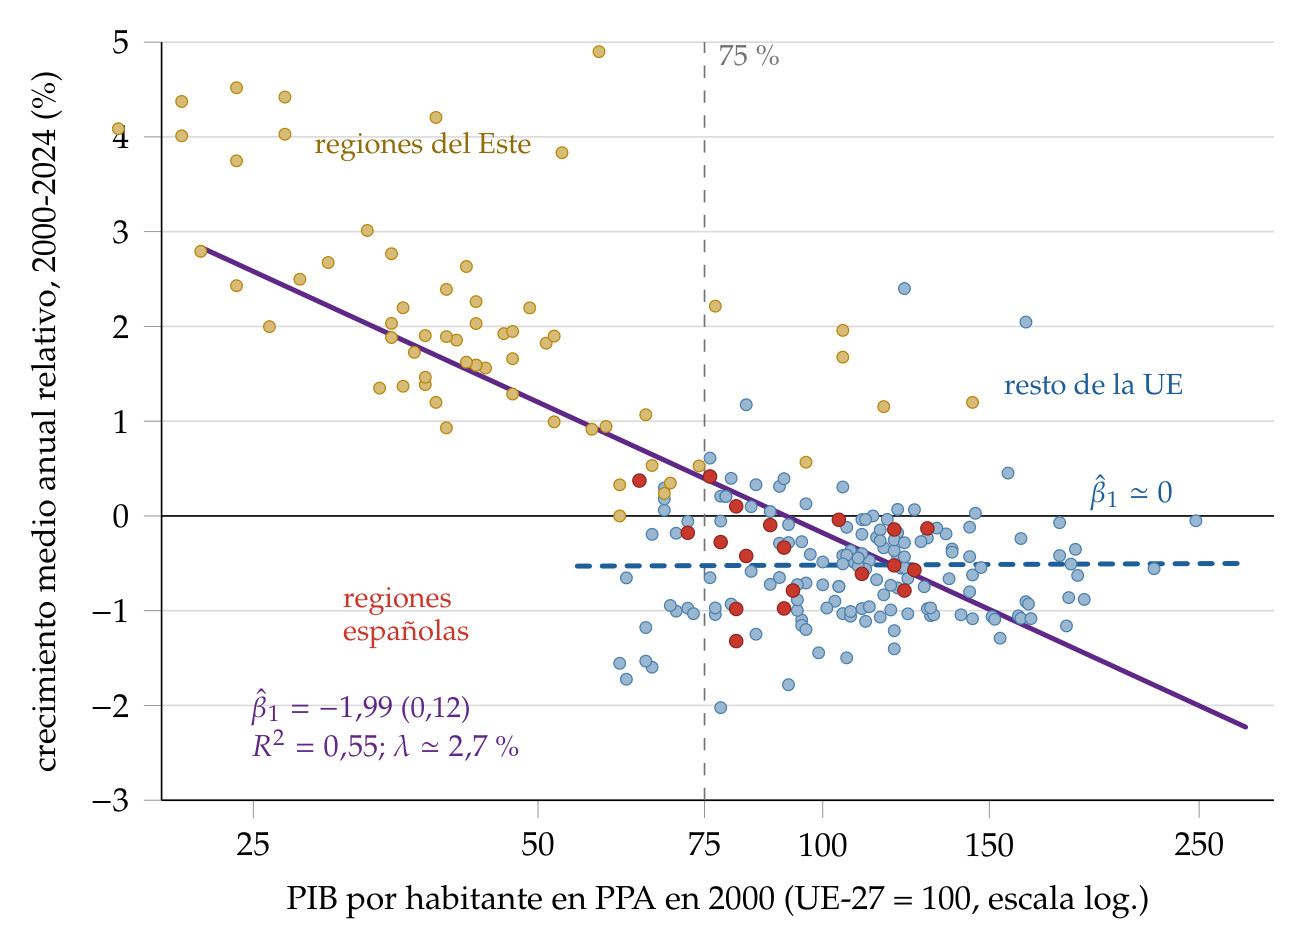 crecimiento medio anual relativo, 2000-2024 (%)
5
4
3
2
1
0
−1
−2
−3
75 %
regiones del Este
resto de la UE
β̂₁ ≃ 0
regiones
españolas
β̂₁ = −1,99 (0,12)
R² = 0,55; λ ≃ 2,7 %
25 50 75 100 150 250
PIB por habitante en PPA en 2000 (UE-27 = 100, escala log.)